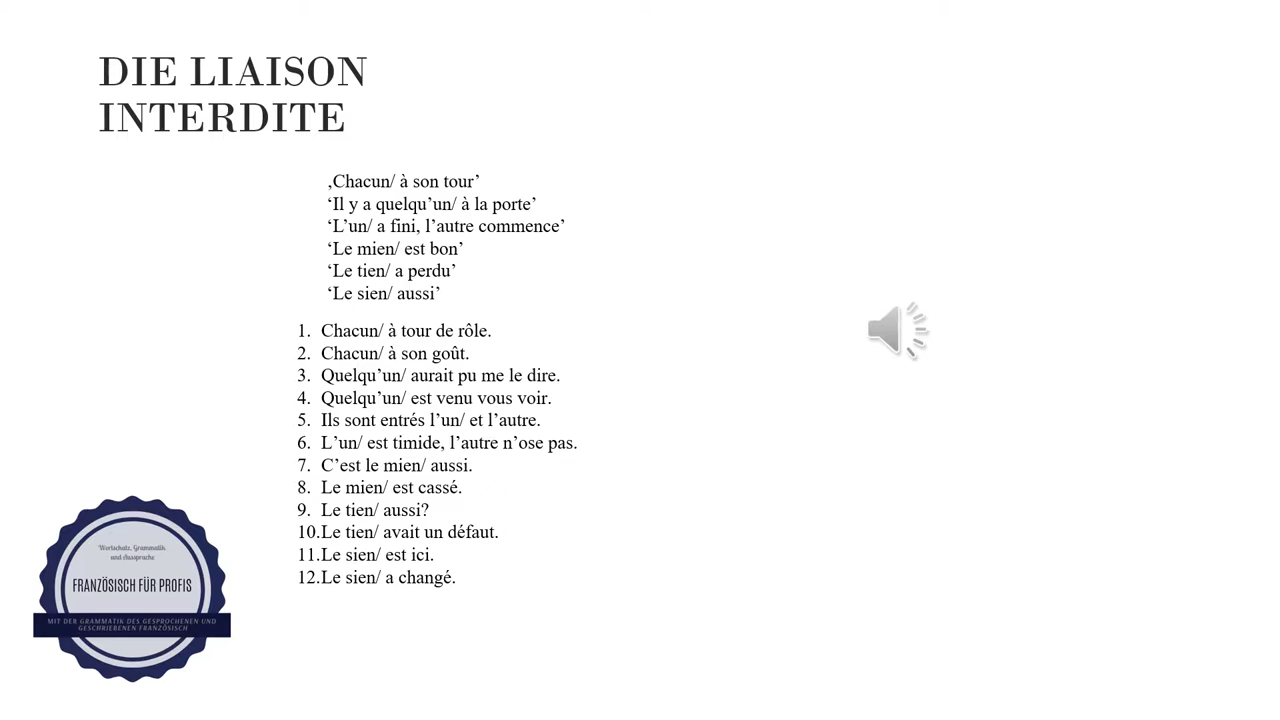 DIE LIAISON
INTERDITE
‚Chacun/ à son tour’
‘Il y a quelqu’un/ à la porte’
‘L’un/ a fini, l’autre commence’
‘Le mien/ est bon’
‘Le tien/ a perdu’
‘Le sien/ aussi’
1. Chacun/ à tour de rôle.
2. Chacun/ à son goût.
3. Quelqu’un/ aurait pu me le dire.
4. Quelqu’un/ est venu vous voir.
5. Ils sont entrés l’un/ et l’autre.
6. L’un/ est timide, l’autre n’ose pas.
7. C’est le mien/ aussi.
8. Le mien/ est cassé.
9. Le tien/ aussi?
10.Le tien/ avait un défaut.
11.Le sien/ est ici.
12.Le sien/ a changé.
Wortschatz, Grammatik
und Aussprache
FRANZÖSISCH FÜR PROFIS
MIT DER GRAMMATIK DES GESPROCHENEN UND
GESCHRIEBENEN FRANZÖSISCH